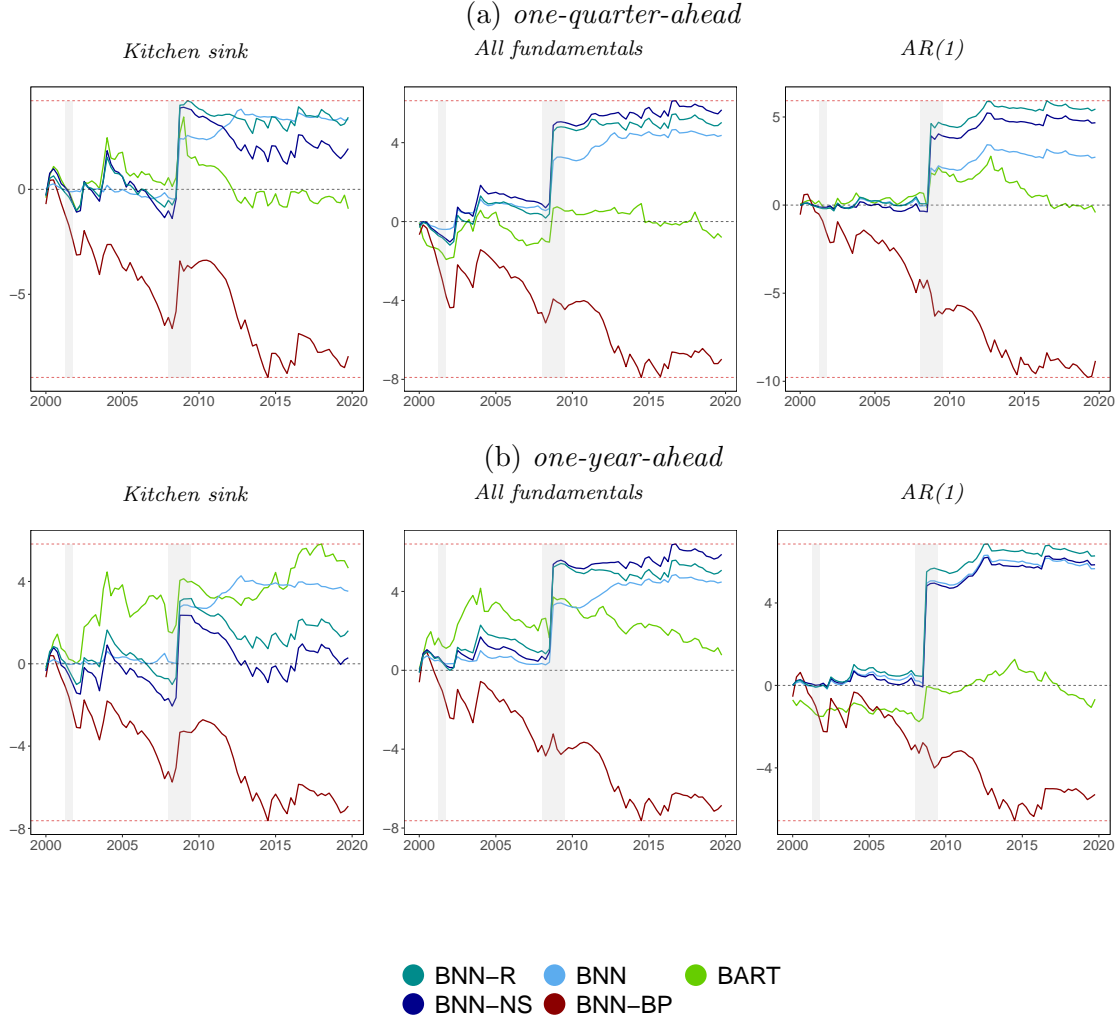 (a) one-quarter-ahead
Kitchen sink
All fundamentals
AR(1)
0
−5
2000 2005 2010 2015 2020
4
0
−4
−8
2000 2005 2010 2015 2020
5
0
−5
−10
2000 2005 2010 2015 2020
(b) one-year-ahead
Kitchen sink
All fundamentals
AR(1)
4
0
−4
−8
2000 2005 2010 2015 2020
4
0
−4
−8
2000 2005 2010 2015 2020
4
0
−4
2000 2005 2010 2015 2020
BNN−R BNN BART
BNN−NS BNN−BP